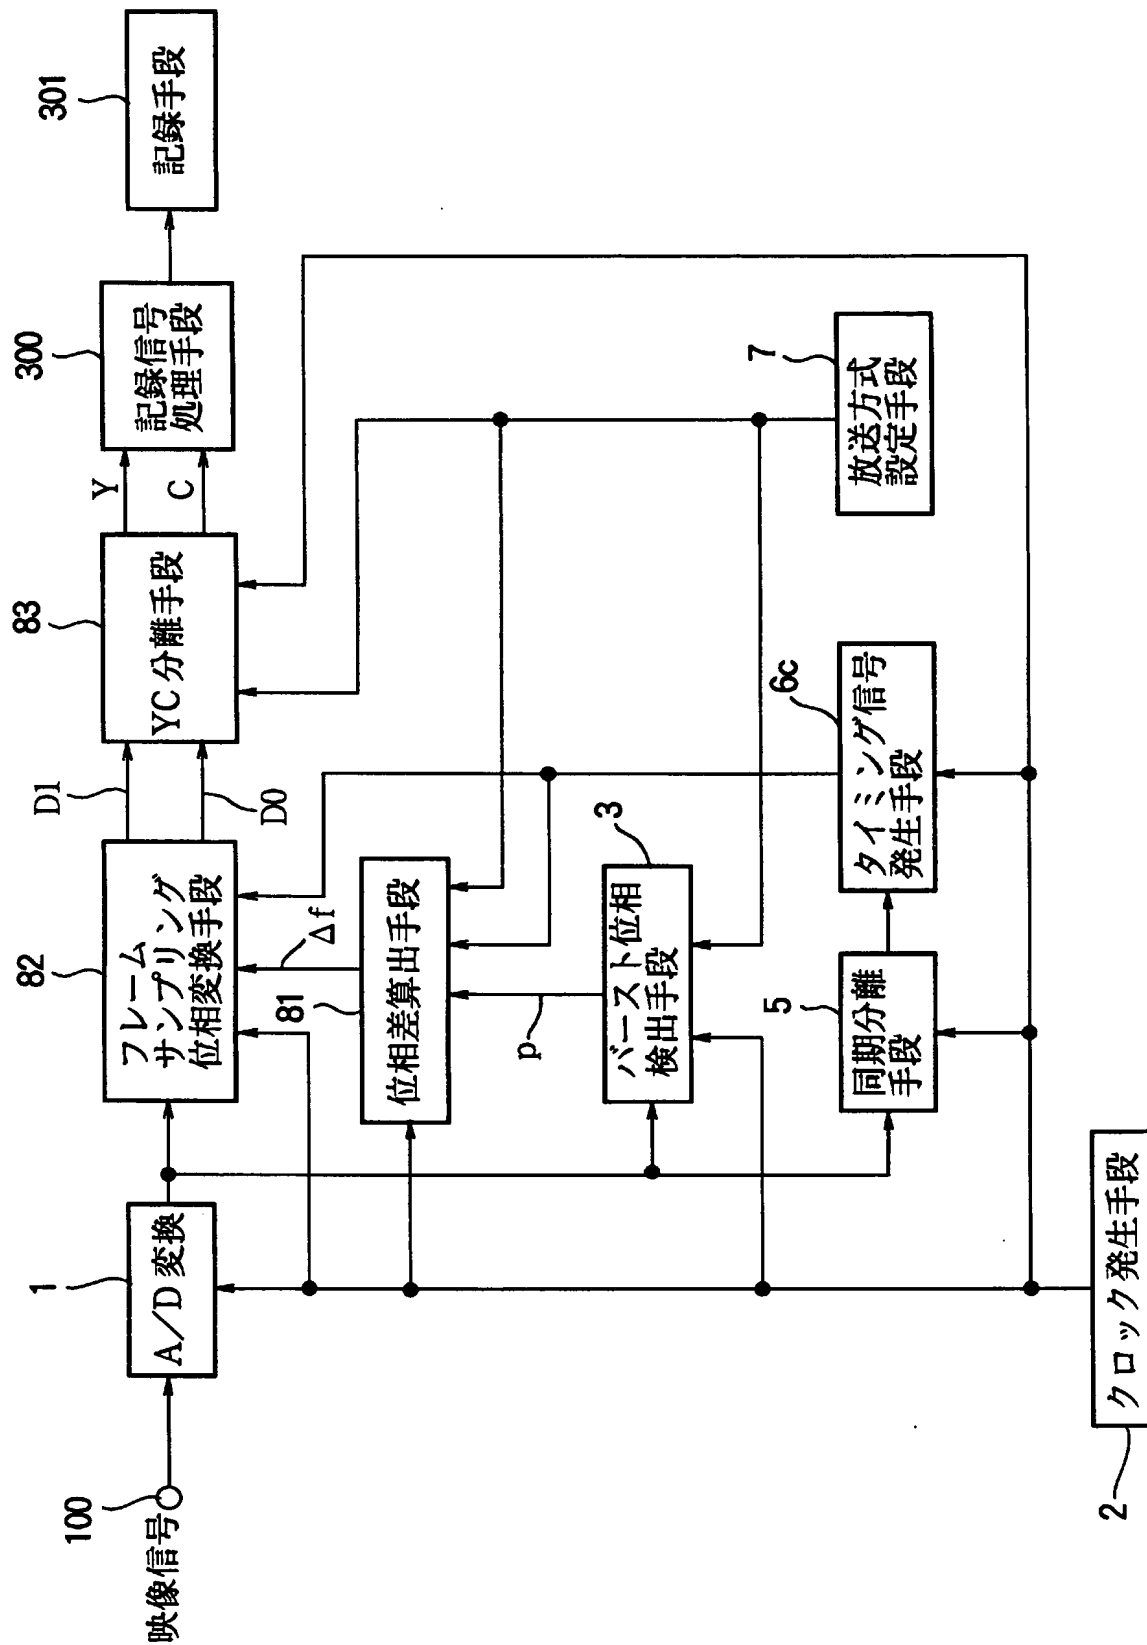 映像信号
100
1
A/D 変換
82
フレーム
サンプリング
位相変換手段
D1
D0
83
YC 分離手段
Y
C
300
記録信号
処理手段
301
記録手段
81
位相差算出手段
Δf
p
3
バースト位相
検出手段
5
同期分離
手段
6c
タイミング信号
発生手段
7
放送方式
設定手段
2
クロック発生手段